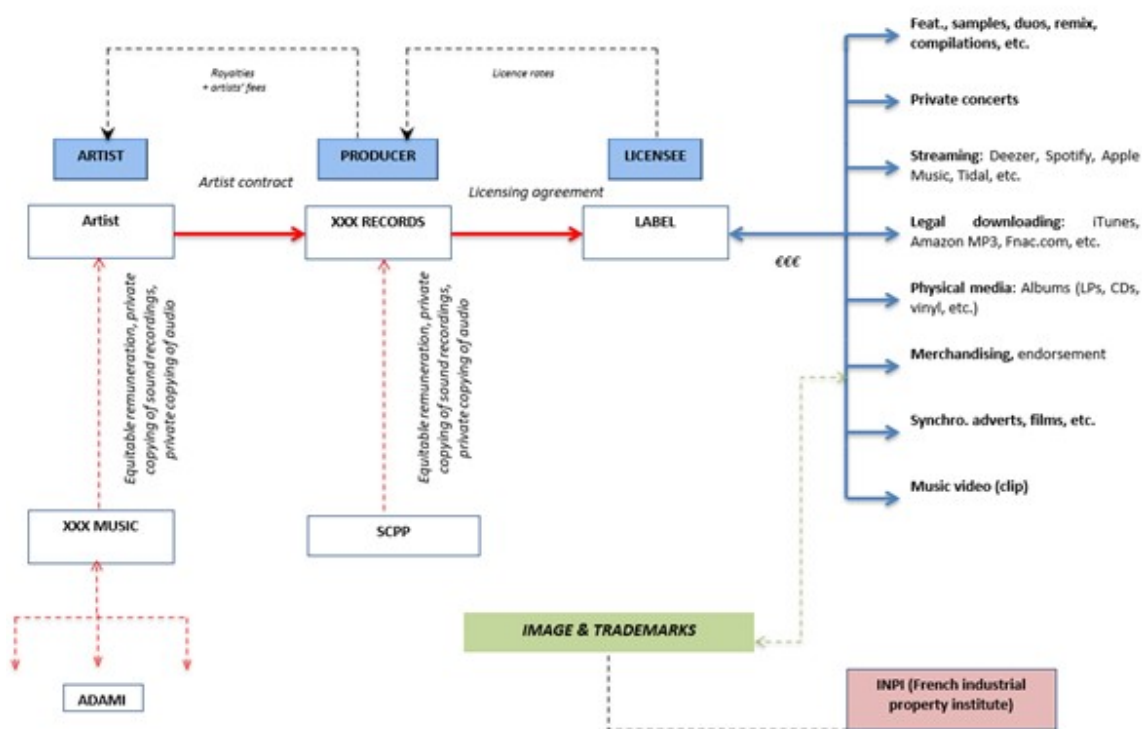 Feat., samples, duos, remix,
compilations, etc.
Royalties
+ artists' fees
Licence rates
Private concerts
ARTIST
PRODUCER
LICENSEE
Streaming: Deezer, Spotify, Apple
Music, Tidal, etc.
Artist contract
Licensing agreement
Artist
XXX RECORDS
LABEL
Legal downloading: iTunes,
Amazon MP3, Fnac.com, etc.
€€€
Physical media: Albums (LPs, CDs,
vinyl, etc.)
Equitable remuneration, private
copying of sound recordings,
private copying of audio
Equitable remuneration, private
copying of sound recordings,
private copying of audio
Merchandising, endorsement
Synchro. adverts, films, etc.
Music video (clip)
XXX MUSIC
SCPP
IMAGE & TRADEMARKS
ADAMI
INPI (French industrial
property institute)